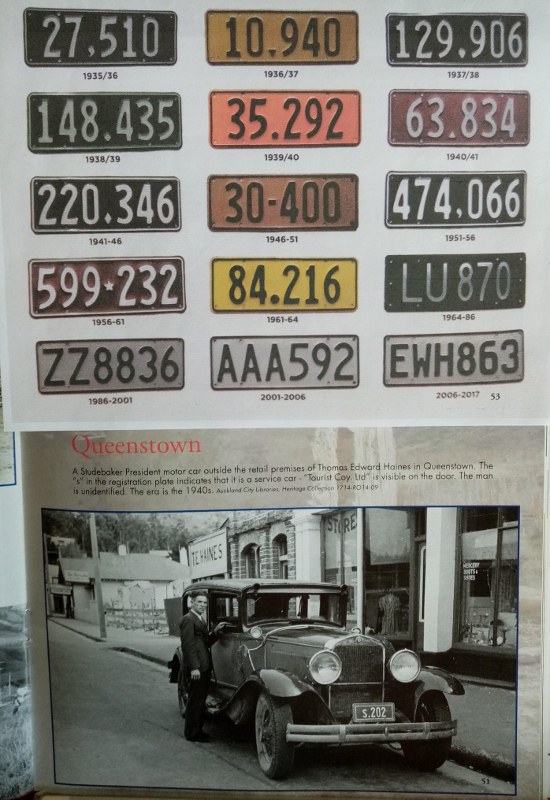 27,510 10.940 129.906
1935/36 1936/37 1937/38
148.435 35.292 63.834
1938/39 1939/40 1940/41
220.346 30-400 474.066
1941-46 1946-51 1951-56
599★232 84.216 LU870
1956-61 1961-64 1964-86
ZZ8836 AAA592 EWH863
1986-2001 2001-2006 2006-2017 53
Queenstown
A Studebaker President motor car outside the retail premises of Thomas Edward Haines in Queenstown. The
"s" in the registration plate indicates that it is a service car - "Tourist Coy. Ltd" is visible on the door. The man
is unidentified. The era is the 1940s. Auckland City Libraries, Heritage Collection
T.E. HAINES
STORE
s.202
53